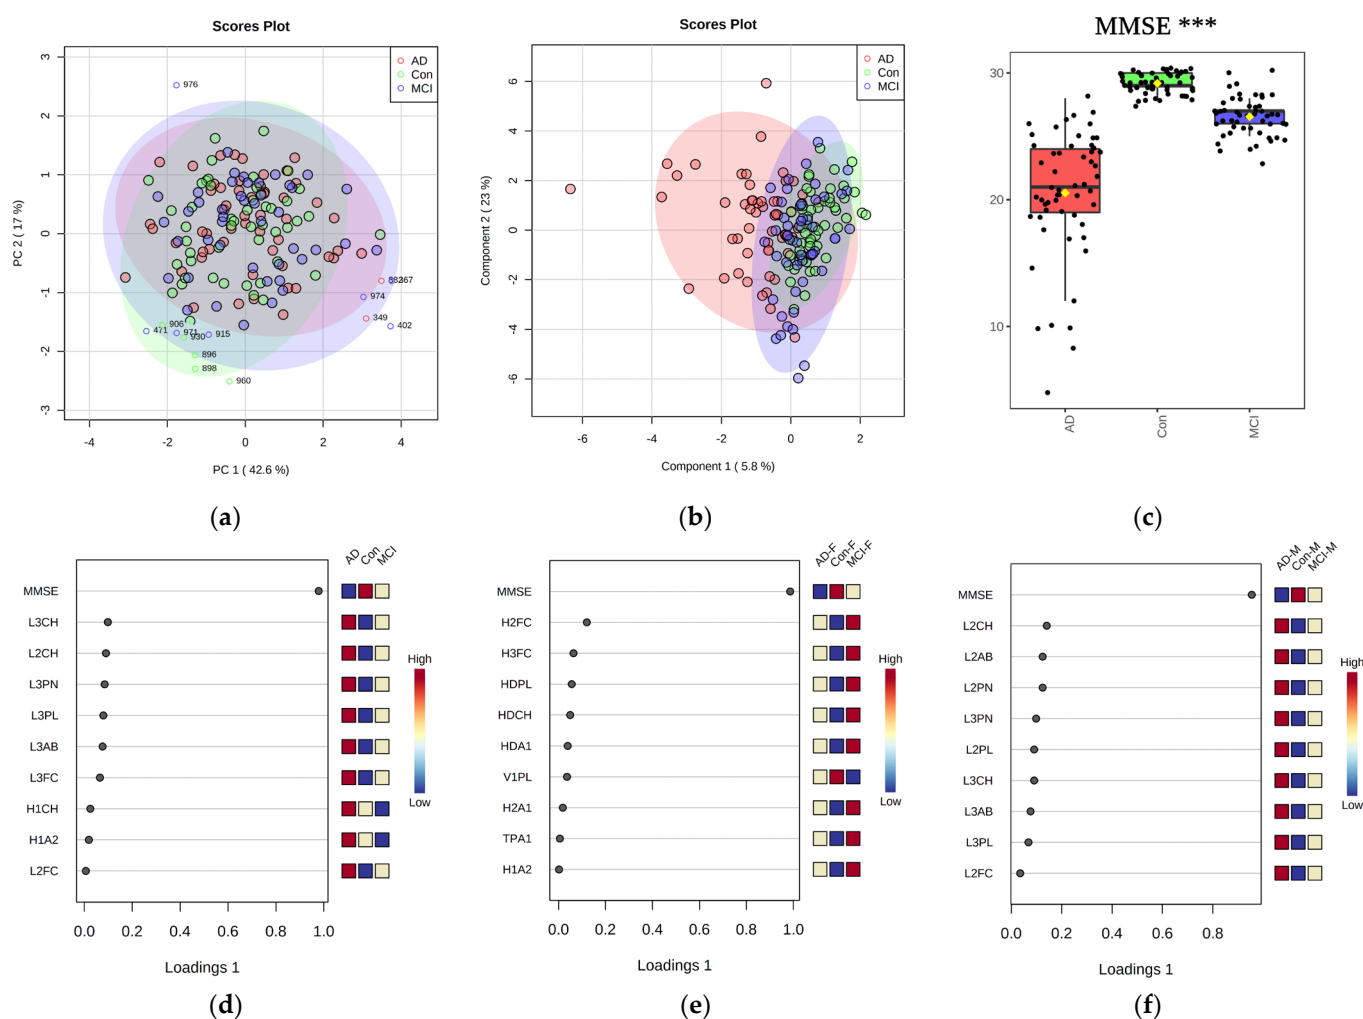 Scores Plot
AD
Con
MCI
976
367
974
349
402
906
471
971
930
915
896
898
960
3
2
1
0
-1
-2
-3
PC 2 ( 17 %)
-4
-2
0
2
4
PC 1 ( 42.6 %)
(a)
Scores Plot
AD
Con
MCI
6
4
2
0
-2
-4
-6
Component 2 ( 23 %)
-6
-4
-2
0
2
Component 1 ( 5.8 %)
(b)
MMSE ***
30
20
10
AD
Con
MCI
(c)
AD
Con
MCI
MMSE
L3CH
L2CH
L3PN
L3PL
L3AB
L3FC
H1CH
H1A2
L2FC
High
Low
0.0
0.2
0.4
0.6
0.8
1.0
Loadings 1
(d)
AD-F
Con-F
MCI-F
MMSE
H2FC
H3FC
HDPL
HDCH
HDA1
V1PL
H2A1
TPA1
H1A2
High
Low
0.0
0.2
0.4
0.6
0.8
1.0
Loadings 1
(e)
AD-M
Con-M
MCI-M
MMSE
L2CH
L2AB
L2PN
L3PN
L2PL
L3CH
L3AB
L3PL
L2FC
High
Low
0.0
0.2
0.4
0.6
0.8
Loadings 1
(f)